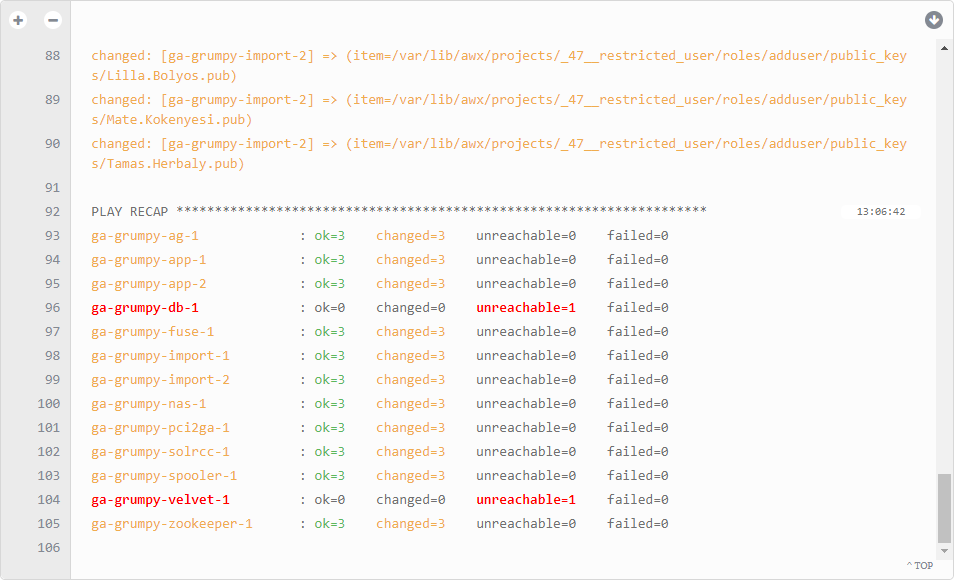 88 changed: [ga-grumpy-import-2] => (item=/var/lib/awx/projects/_47__restricted_user/roles/adduser/public_key
s/Lilla.Bolyos.pub)
89 changed: [ga-grumpy-import-2] => (item=/var/lib/awx/projects/_47__restricted_user/roles/adduser/public_key
s/Mate.Kokenyesi.pub)
90 changed: [ga-grumpy-import-2] => (item=/var/lib/awx/projects/_47__restricted_user/roles/adduser/public_key
s/Tamas.Herbaly.pub)
91
92 PLAY RECAP ********************************************************************* 13:06:42
93 ga-grumpy-ag-1 : ok=3 changed=3 unreachable=0 failed=0
94 ga-grumpy-app-1 : ok=3 changed=3 unreachable=0 failed=0
95 ga-grumpy-app-2 : ok=3 changed=3 unreachable=0 failed=0
96 ga-grumpy-db-1 : ok=0 changed=0 unreachable=1 failed=0
97 ga-grumpy-fuse-1 : ok=3 changed=3 unreachable=0 failed=0
98 ga-grumpy-import-1 : ok=3 changed=3 unreachable=0 failed=0
99 ga-grumpy-import-2 : ok=3 changed=3 unreachable=0 failed=0
100 ga-grumpy-nas-1 : ok=3 changed=3 unreachable=0 failed=0
101 ga-grumpy-pci2ga-1 : ok=3 changed=3 unreachable=0 failed=0
102 ga-grumpy-solrcc-1 : ok=3 changed=3 unreachable=0 failed=0
103 ga-grumpy-spooler-1 : ok=3 changed=3 unreachable=0 failed=0
104 ga-grumpy-velvet-1 : ok=0 changed=0 unreachable=1 failed=0
105 ga-grumpy-zookeeper-1 : ok=3 changed=3 unreachable=0 failed=0
106
^ TOP